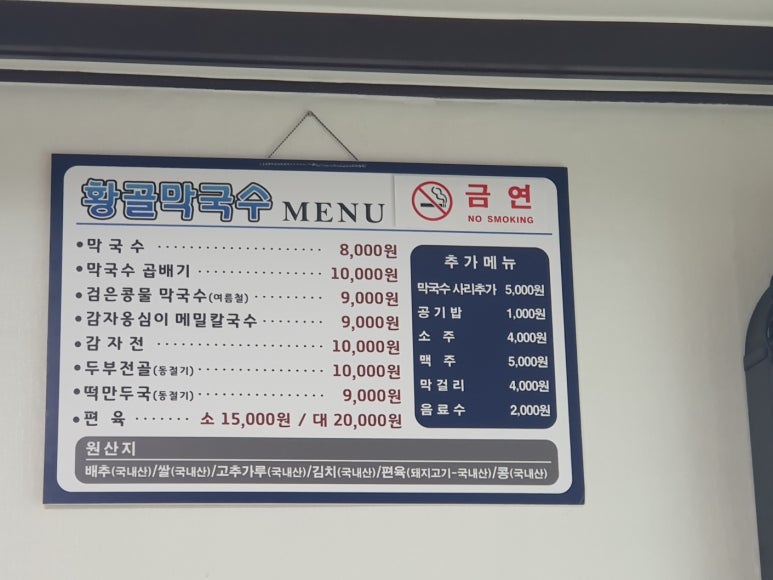 황골막국수 MENU
금연
NO SMOKING
• 막국수 ······················ 8,000원
• 막국수 곱배기 ················· 10,000원
• 검은콩물 막국수(여름철) ········· 9,000원
• 감자옹심이 메밀칼국수 ········ 9,000원
• 감자전 ······················ 10,000원
• 두부전골(동절기) ··············· 10,000원
• 떡만두국(동절기) ··············· 9,000원
• 편육 ······· 소 15,000원 / 대 20,000원
추가메뉴
막국수 사리추가 5,000원
공기밥 1,000원
소주 4,000원
맥주 5,000원
막걸리 4,000원
음료수 2,000원
원산지
배추(국내산)/쌀(국내산)/고추가루(국내산)/김치(국내산)/편육(돼지고기-국내산)/콩(국내산)